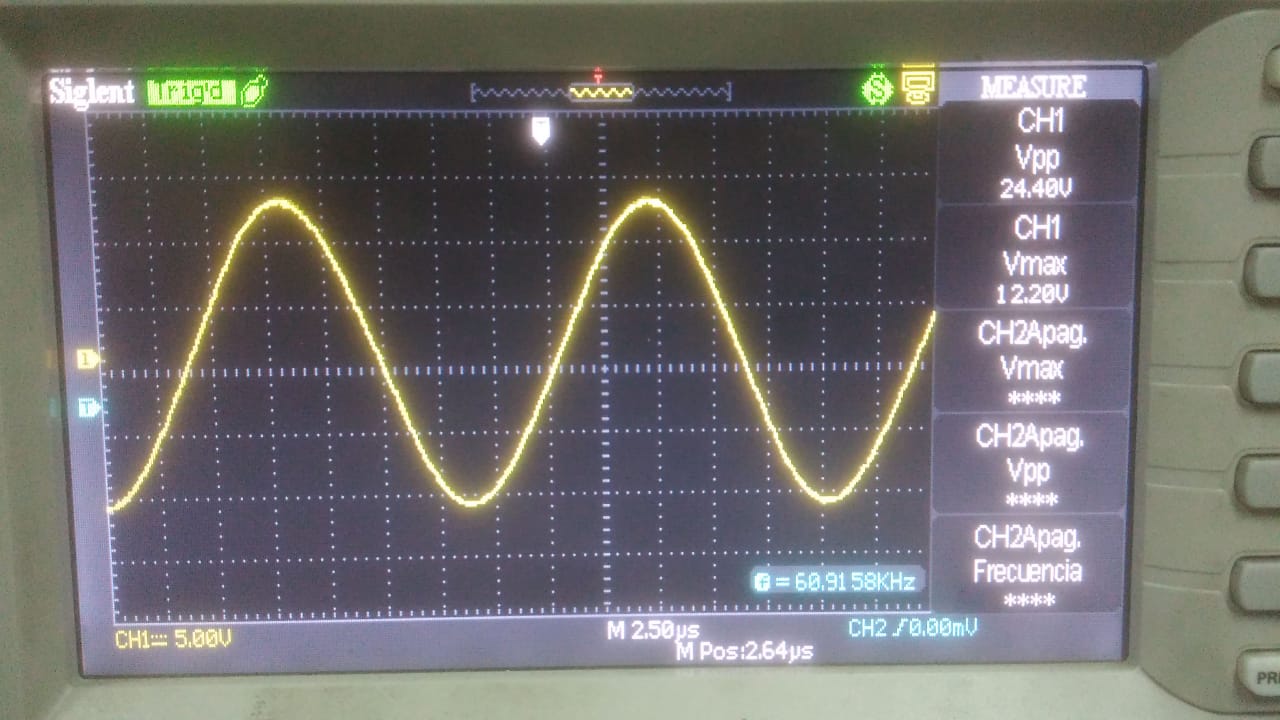 Siglent Trig'd
MEASURE
CH1
Vpp
24.40V
CH1
Vmax
12.20V
CH2Apag.
Vmax
****
CH2Apag.
Vpp
****
CH2Apag.
Frecuencia
****
1
T
f = 60.9158KHz
CH1 5.00V
M 2.50µs
CH2 0.00mV
M Pos:2.64µs